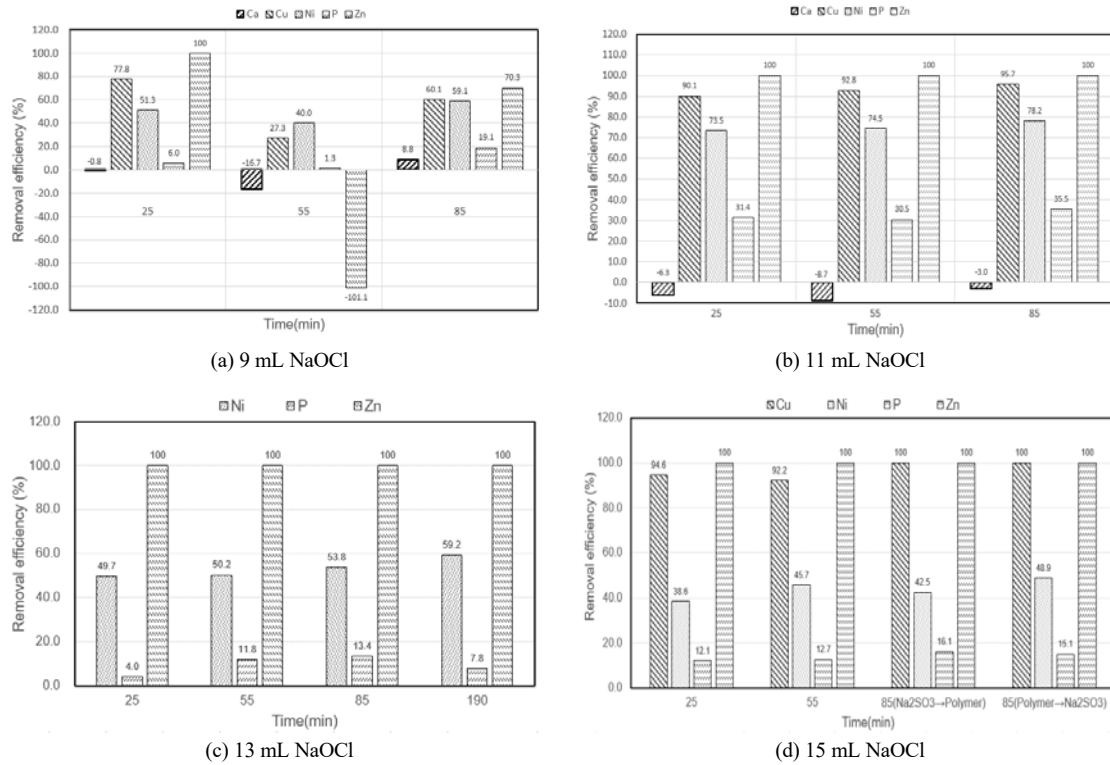 Ca Cu Ni P Zn
120.0
100.0
80.0
60.0
40.0
20.0
0.0
-20.0
-40.0
-60.0
-80.0
-100.0
-120.0
Removal efficiency (%)
-0.8 77.8 51.3 6.0 100
-16.7 27.3 40.0 1.3 -101.1
8.8 60.1 59.1 19.1 70.3
25 55 85
Time(min)
(a) 9 mL NaOCl
Ca Cu Ni P Zn
120.0
110.0
100.0
90.0
80.0
70.0
60.0
50.0
40.0
30.0
20.0
10.0
0.0
-10.0
Removal efficiency (%)
-6.3 90.1 73.5 31.4 100
-8.7 92.8 74.5 30.5 100
-3.0 95.7 78.2 35.5 100
25 55 85
Time(min)
(b) 11 mL NaOCl
Ni P Zn
120.0
100.0
80.0
60.0
40.0
20.0
0.0
Removal efficiency (%)
49.7 4.0 100
50.2 11.8 100
53.8 13.4 100
59.2 7.8 100
25 55 85 190
Time(min)
(c) 13 mL NaOCl
Cu Ni P Zn
120.0
100.0
80.0
60.0
40.0
20.0
0.0
Removal efficiency (%)
94.6 38.6 12.1 100
92.2 45.7 12.7 100
100 42.5 16.1 100
100 48.9 15.1 100
25 55 85(Na2SO3→Polymer) 85(Polymer→Na2SO3)
Time(min)
(d) 15 mL NaOCl